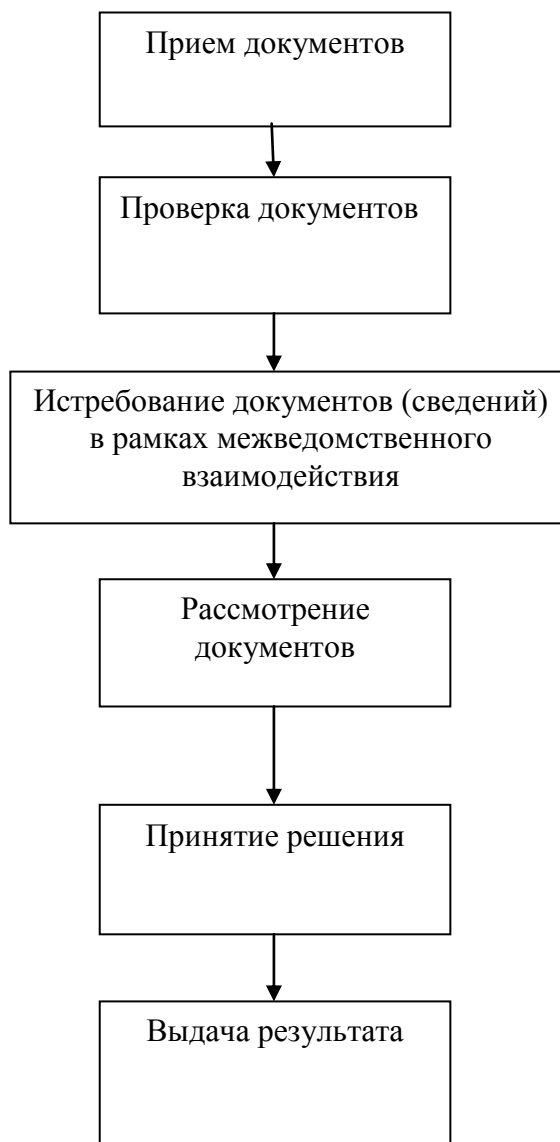 Прием документов
Проверка документов
Истребование документов (сведений)
в рамках межведомственного
взаимодействия
Рассмотрение
документов
Принятие решения
Выдача результата